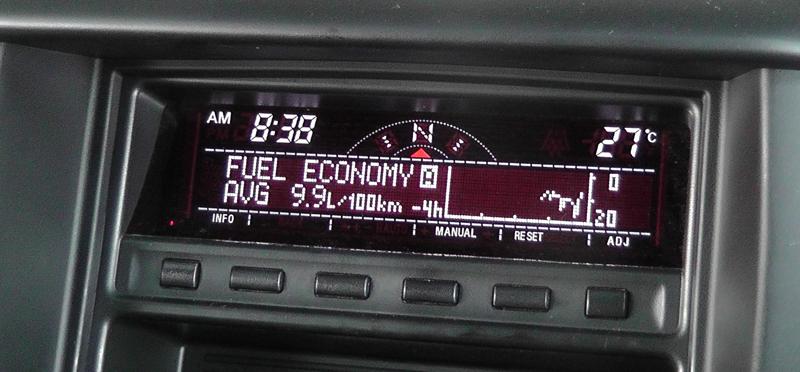 AM 8:38 N 27°C
FUEL ECONOMY A 0
AVG 9.9L/100km -4h 20
INFO MANUAL RESET ADJ